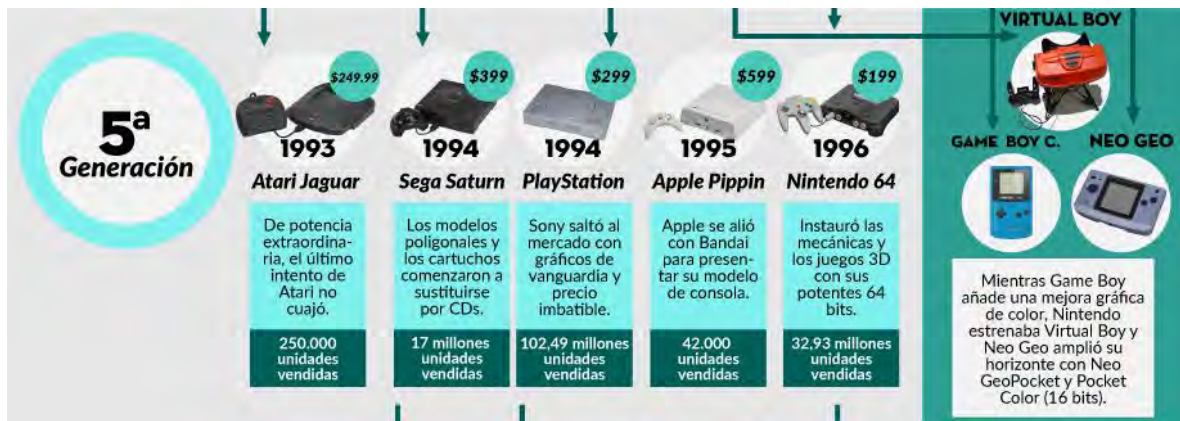 5ª
Generación
$249.99
1993
Atari Jaguar
De potencia
extraordina-
ria, el último
intento de
Atari no
cuajó.
250.000
unidades
vendidas
$399
1994
Sega Saturn
Los modelos
poligonales y
los cartuchos
comenzaron a
sustituirse
por CDs.
17 millones
unidades
vendidas
$299
1994
PlayStation
Sony saltó al
mercado con
gráficos de
vanguardia y
precio
imbatible.
102,49 millones
unidades
vendidas
$599
1995
Apple Pippin
Apple se alió
con Bandai
para presen-
tar su modelo
de consola.
42.000
unidades
vendidas
$199
1996
Nintendo 64
Instauró las
mecánicas y
los juegos 3D
con sus
potentes 64
bits.
32,93 millones
unidades
vendidas
VIRTUAL BOY
GAME BOY C.
NEO GEO
Mientras Game Boy
añade una mejora gráfica
de color, Nintendo
estrenaba Virtual Boy y
Neo Geo amplió su
horizonte con Neo
GeoPocket y Pocket
Color (16 bits).